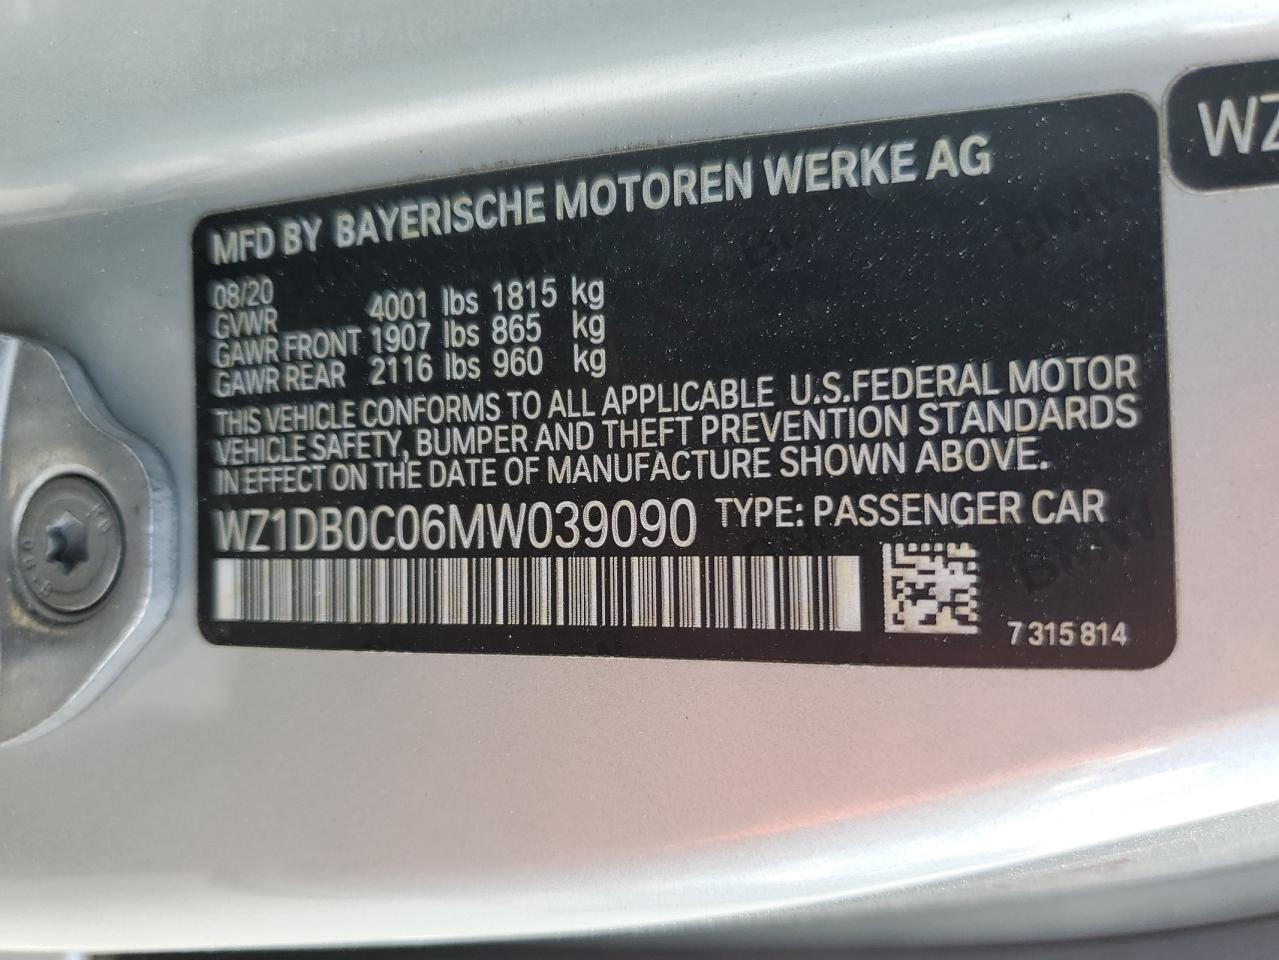 WZ
MFD BY BAYERISCHE MOTOREN WERKE AG
08/20
GVWR 4001 lbs 1815 kg
GAWR FRONT 1907 lbs 865 kg
GAWR REAR 2116 lbs 960 kg
THIS VEHICLE CONFORMS TO ALL APPLICABLE U.S.FEDERAL MOTOR
VEHICLE SAFETY, BUMPER AND THEFT PREVENTION STANDARDS
IN EFFECT ON THE DATE OF MANUFACTURE SHOWN ABOVE.
WZ1DB0C06MW039090 TYPE: PASSENGER CAR
7 315 814